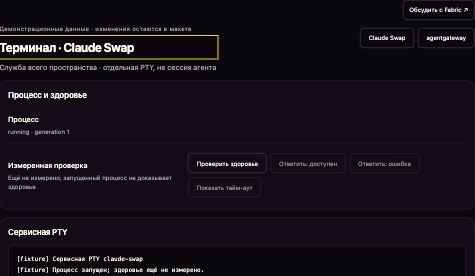 Обсудить с Fabric ↗
Демонстрационные данные · изменения остаются в макете
Терминал · Claude Swap
Claude Swap
agentgateway
Служба всего пространства · отдельная PTY, не сессия агента
Процесс и здоровье
Процесс
running · generation 1
Измеренная проверка
Ещё не измерено; запущенный процесс не доказывает
здоровье
Проверить здоровье
Ответить: доступен
Ответить: ошибка
Показать тайм-аут
Сервисная PTY
[fixture] Сервисная PTY claude-swap
[fixture] Процесс запущен; здоровье ещё не измерено.